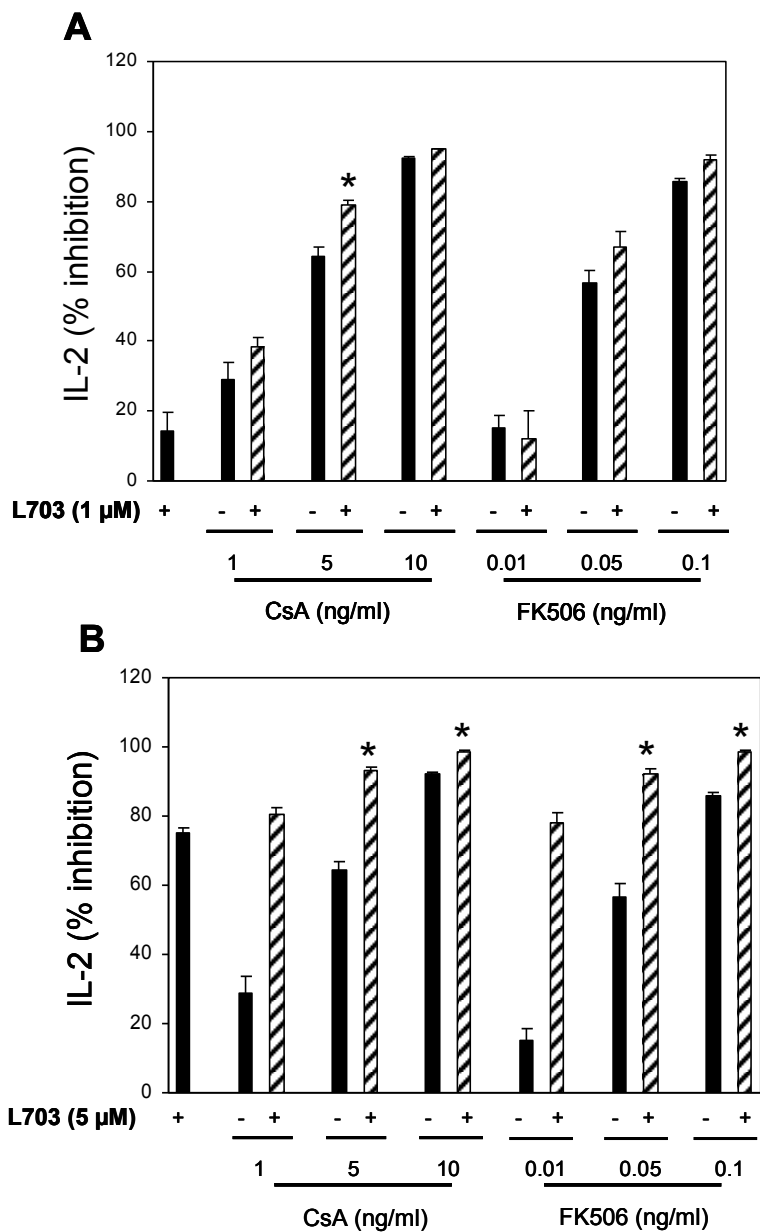 A
120
100
80
60
40
20
0
IL-2 (% inhibition)
*
L703 (1 µM) + - + - + - + - + - + - +
1 5 10 0.01 0.05 0.1
CsA (ng/ml) FK506 (ng/ml)
B
120
100
80
60
40
20
0
IL-2 (% inhibition)
* * * *
L703 (5 µM) + - + - + - + - + - + - +
1 5 10 0.01 0.05 0.1
CsA (ng/ml) FK506 (ng/ml)